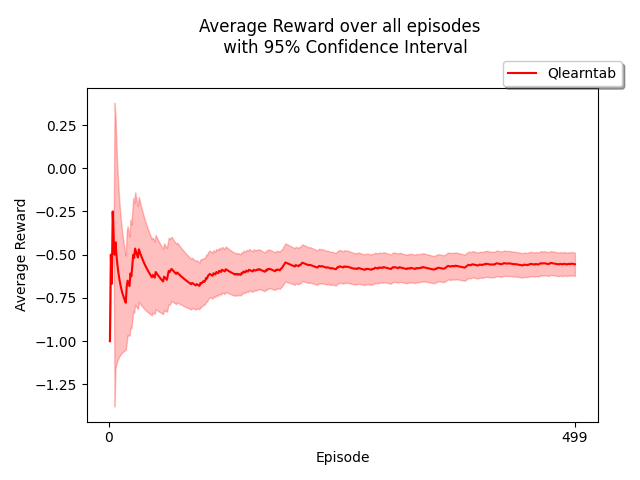 Average Reward over all episodes
with 95% Confidence Interval
Qlearntab
Average Reward
0.25
0.00
−0.25
−0.50
−0.75
−1.00
−1.25
0
499
Episode